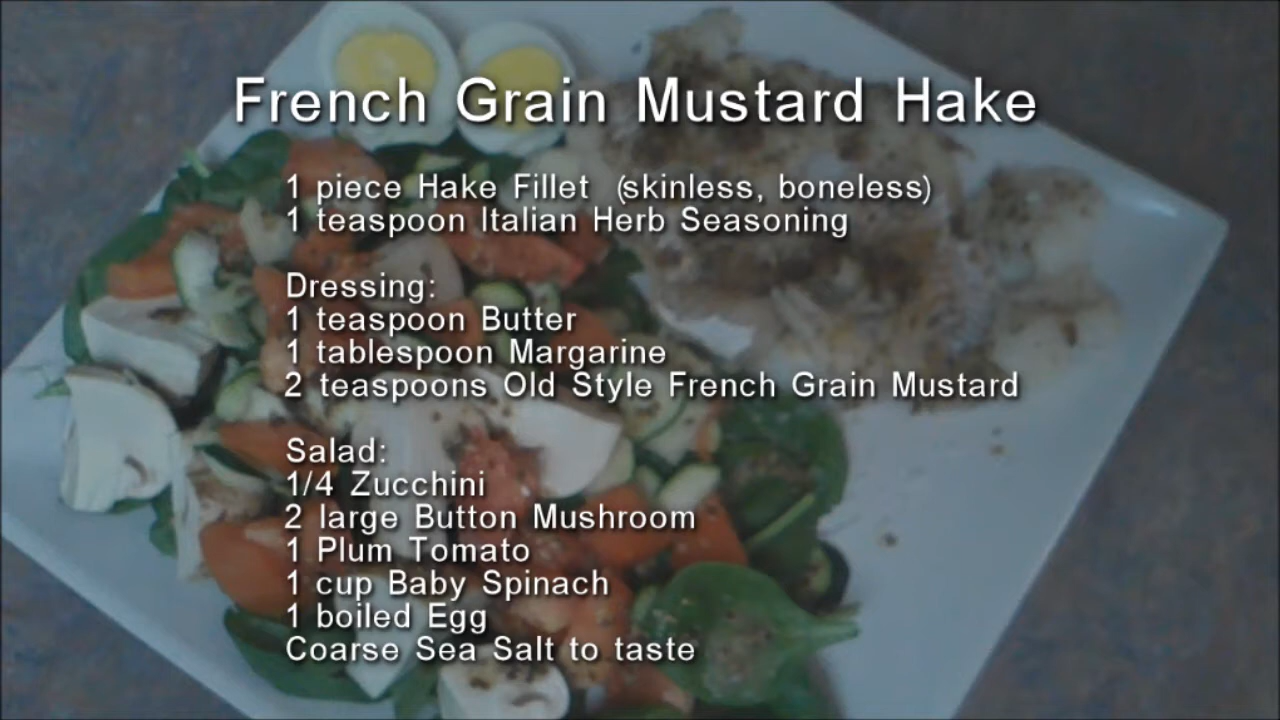 French Grain Mustard Hake
1 piece Hake Fillet (skinless, boneless)
1 teaspoon Italian Herb Seasoning
Dressing:
1 teaspoon Butter
1 tablespoon Margarine
2 teaspoons Old Style French Grain Mustard
Salad:
1/4 Zucchini
2 large Button Mushroom
1 Plum Tomato
1 cup Baby Spinach
1 boiled Egg
Coarse Sea Salt to taste